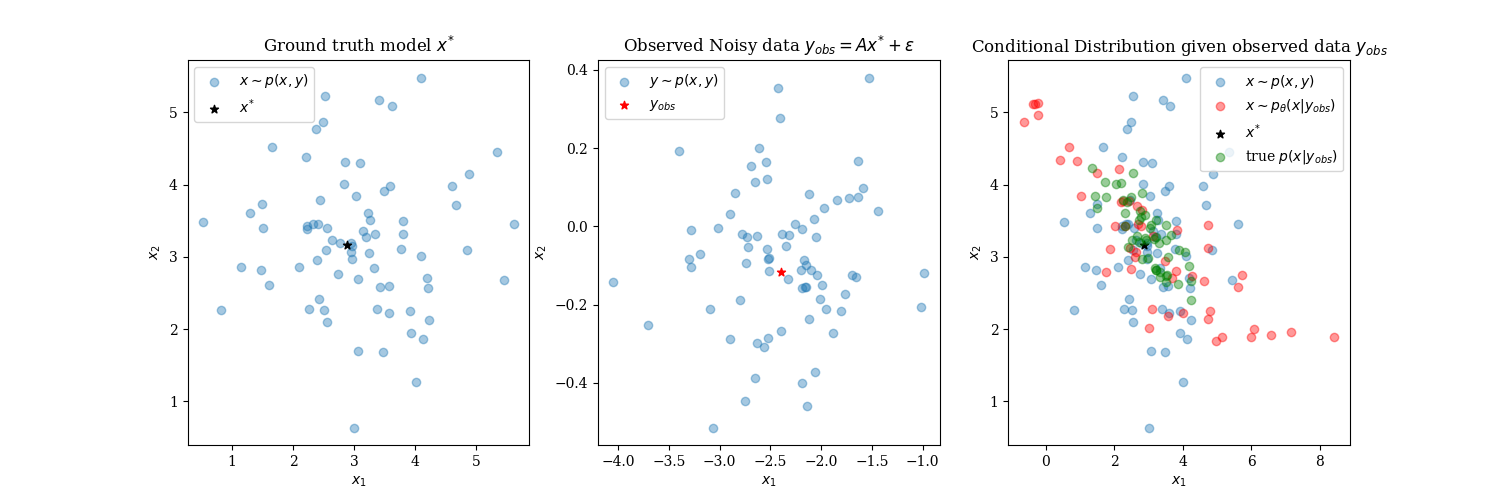 Ground truth model x*
x ~ p(x, y)
x*
5
4
3
2
1
x₂
1
2
3
4
5
x₁
Observed Noisy data y_obs = Ax* + ε
y ~ p(x, y)
y_obs
0.4
0.2
0.0
−0.2
−0.4
x₂
−4.0
−3.5
−3.0
−2.5
−2.0
−1.5
−1.0
x₁
Conditional Distribution given observed data y_obs
x ~ p(x, y)
x ~ p_θ(x|y_obs)
x*
true p(x|y_obs)
5
4
3
2
1
x₂
0
2
4
6
8
x₁